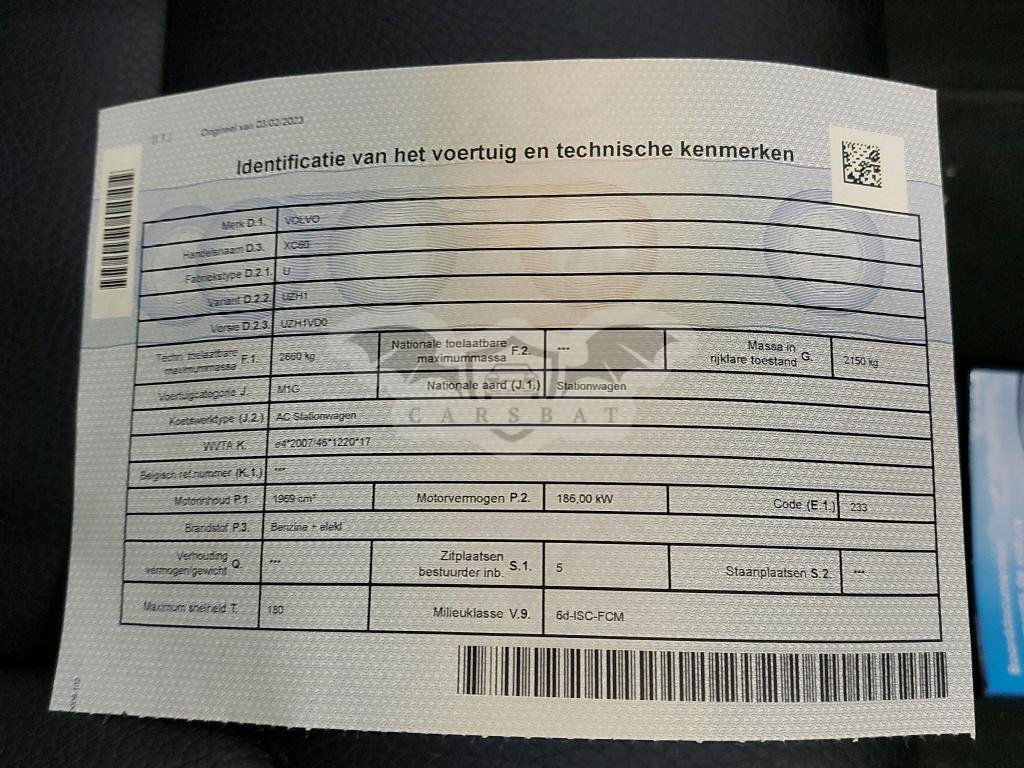 [I.T.] Origineel van 03/02/2023
Identificatie van het voertuig en technische kenmerken
Merk D.1. VOLVO
Handelsnaam D.3. XC60
Fabriekstype D.2.1. U
Variant D.2.2. UZH1
Versie D.2.3. UZH1VD0
Techn. toelaatbare maximummassa F.1. 2660 kg Nationale toelaatbare maximummassa F.2. --- Massa in rijklare toestand G. 2150 kg
Voertuigcategorie J. M1G Nationale aard (J.1.) Stationwagen
Koetswerktype (J.2.) AC Stationwagen
CARSBAT
WVTA K. e4*2007/46*1220*17
Belgisch ref.nummer (K.1.) ---
Motorinhoud P.1. 1969 cm³ Motorvermogen P.2. 186,00 kW Code (E.1.) 233
Brandstof P.3. Benzine + elekt
Verhouding vermogen/gewicht Q. --- Zitplaatsen bestuurder inb. S.1. 5 Staanplaatsen S.2. ---
Maximum snelheid T. 180 Milieuklasse V.9. 6d-ISC-FCM